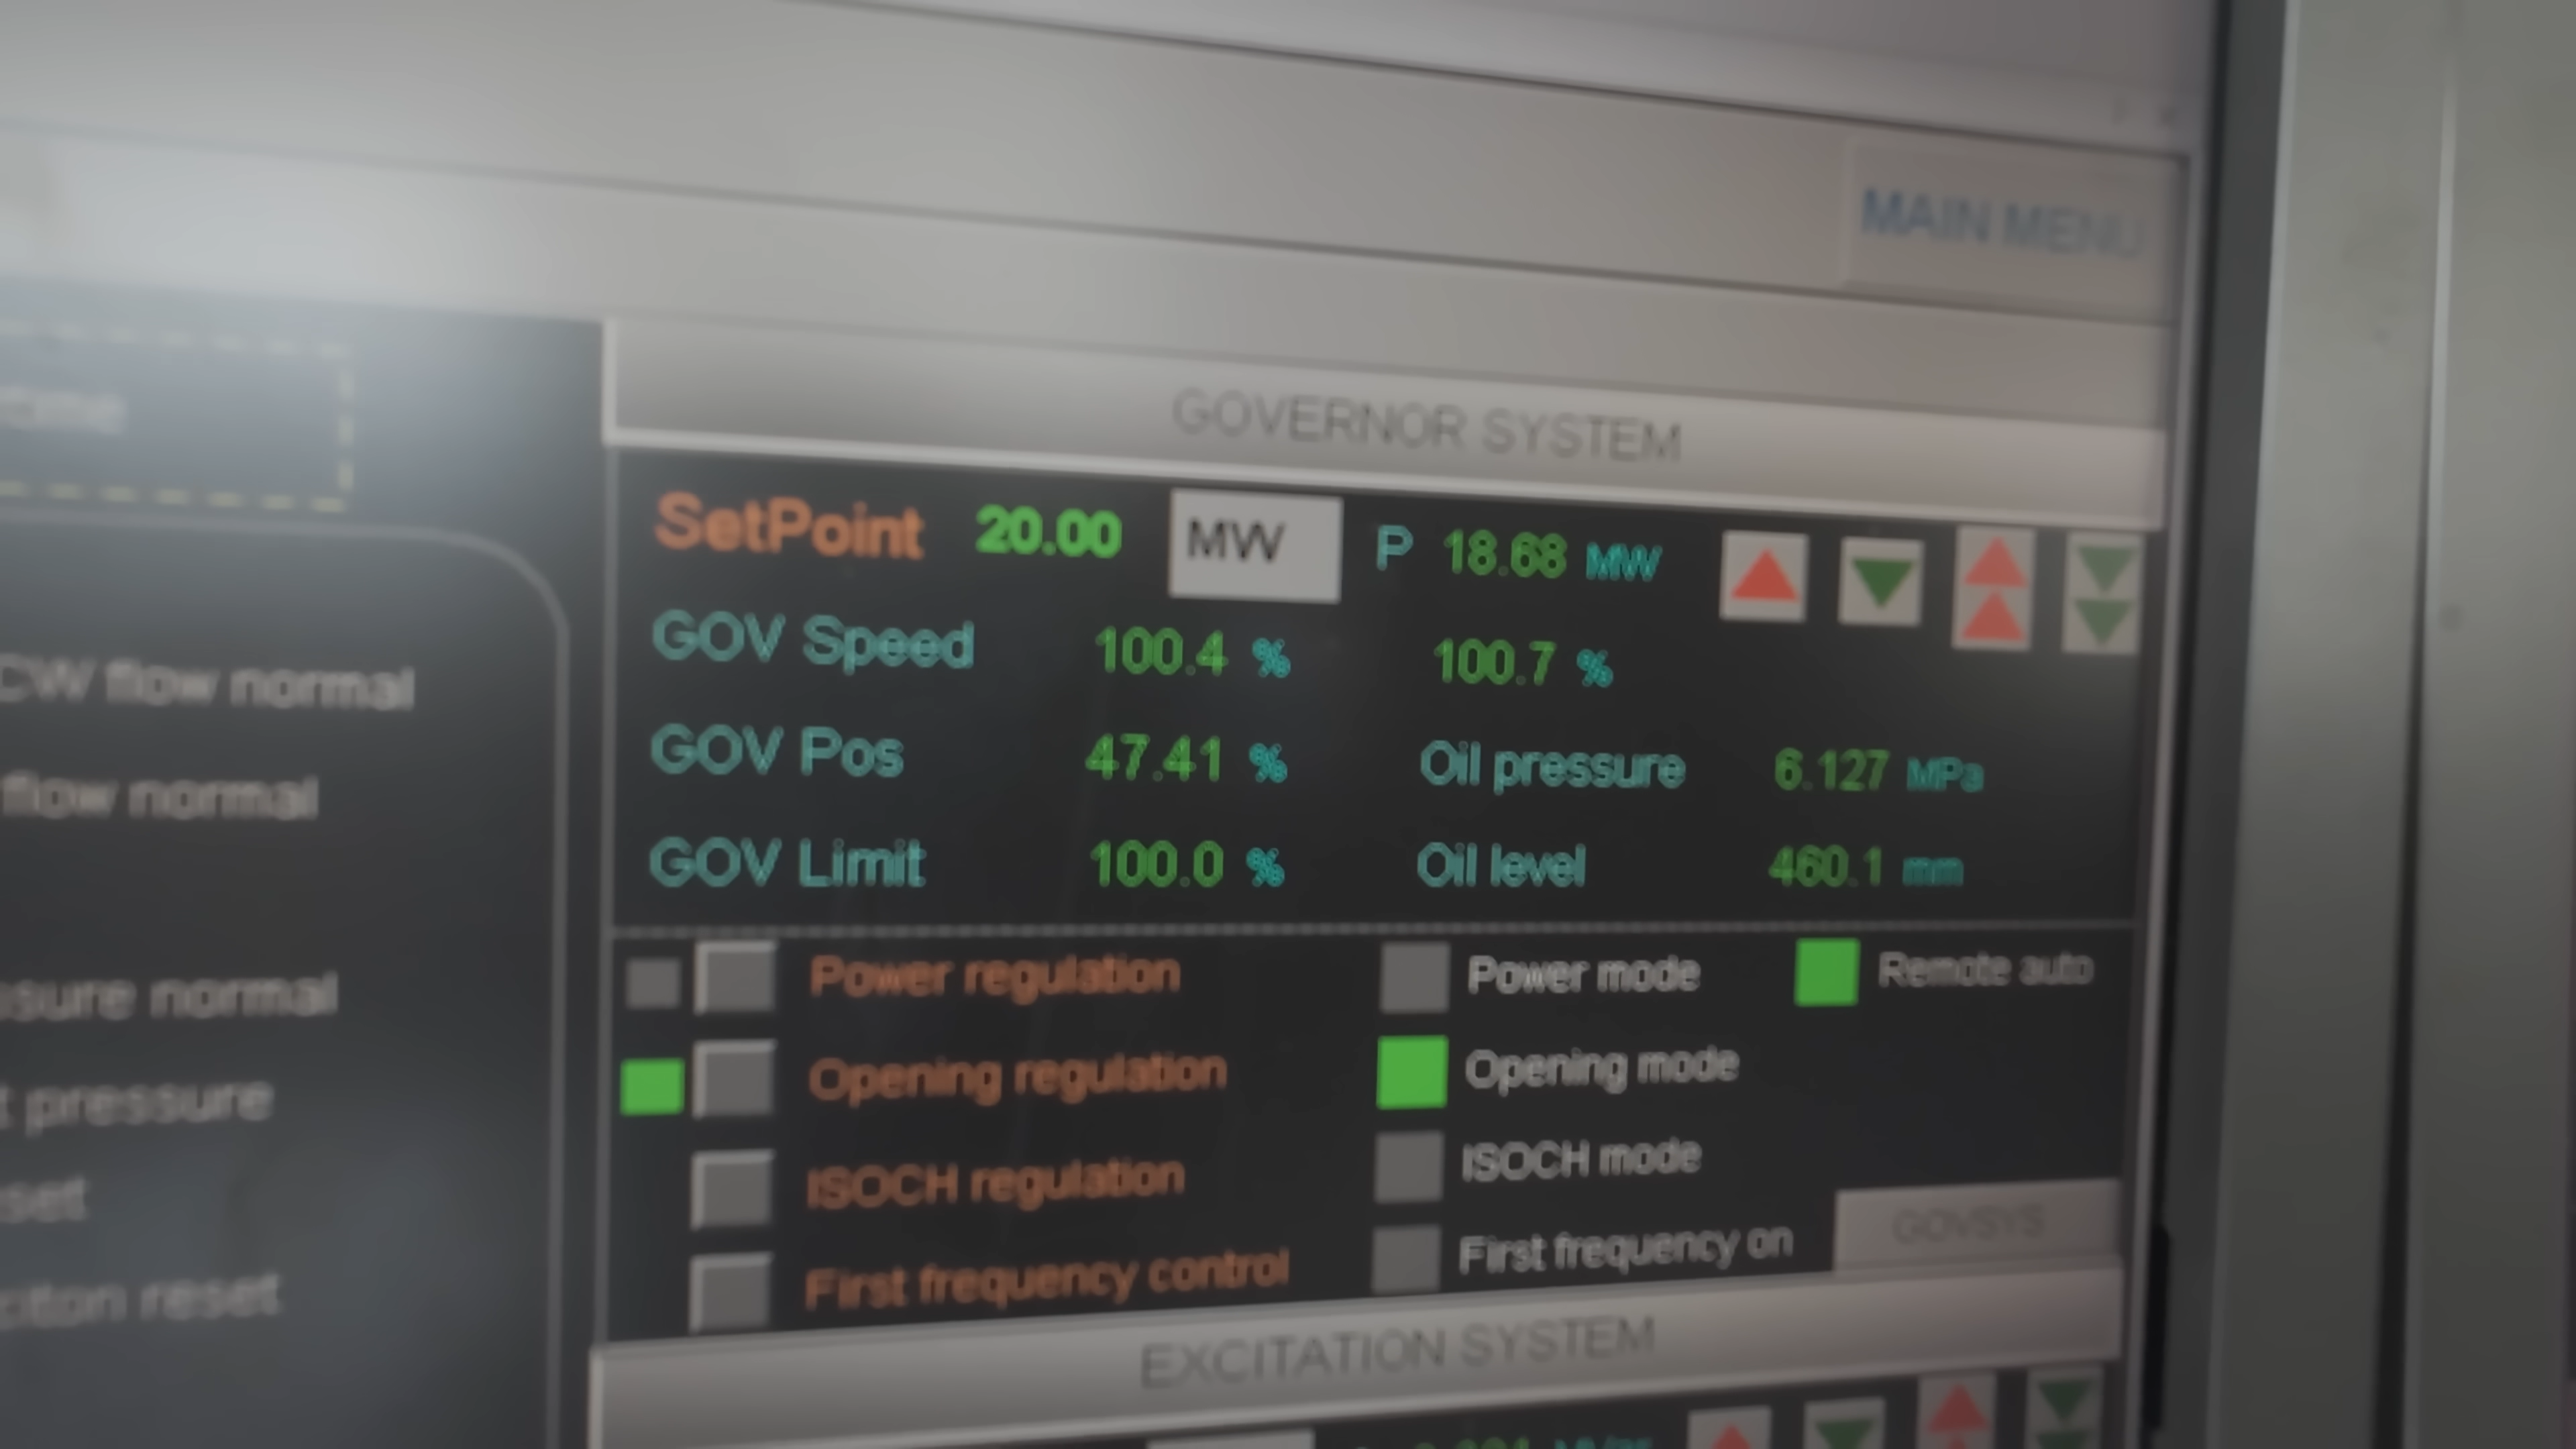 MAIN MENU
GOVERNOR SYSTEM
SetPoint 20.00 MW P 18.68 MW
GOV Speed 100.4 % 100.7 %
GOV Pos 47.41 % Oil pressure 6.127 MPa
GOV Limit 100.0 % Oil level 460.1 mm
Power regulation Power mode Remote auto
Opening regulation Opening mode
ISOCH regulation ISOCH mode
First frequency control First frequency on
GOVSYS
EXCITATION SYSTEM
CW flow normal
flow normal
normal
pressure
reset